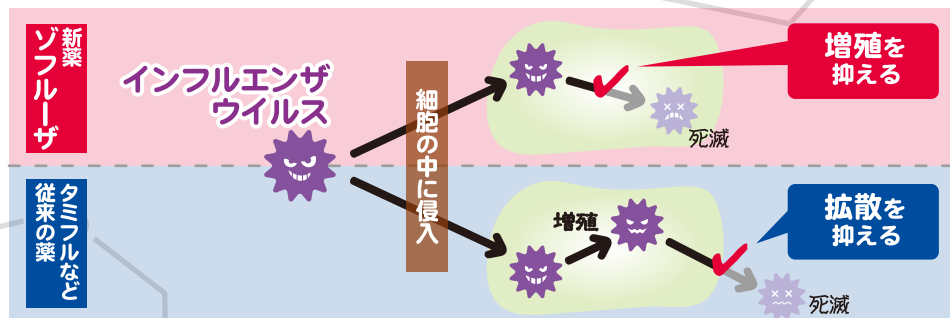 新薬
ゾフルーザ
インフルエンザ
ウイルス
細胞の中に侵入
死滅
増殖を
抑える
タミフルなど
従来の薬
増殖
死滅
拡散を
抑える